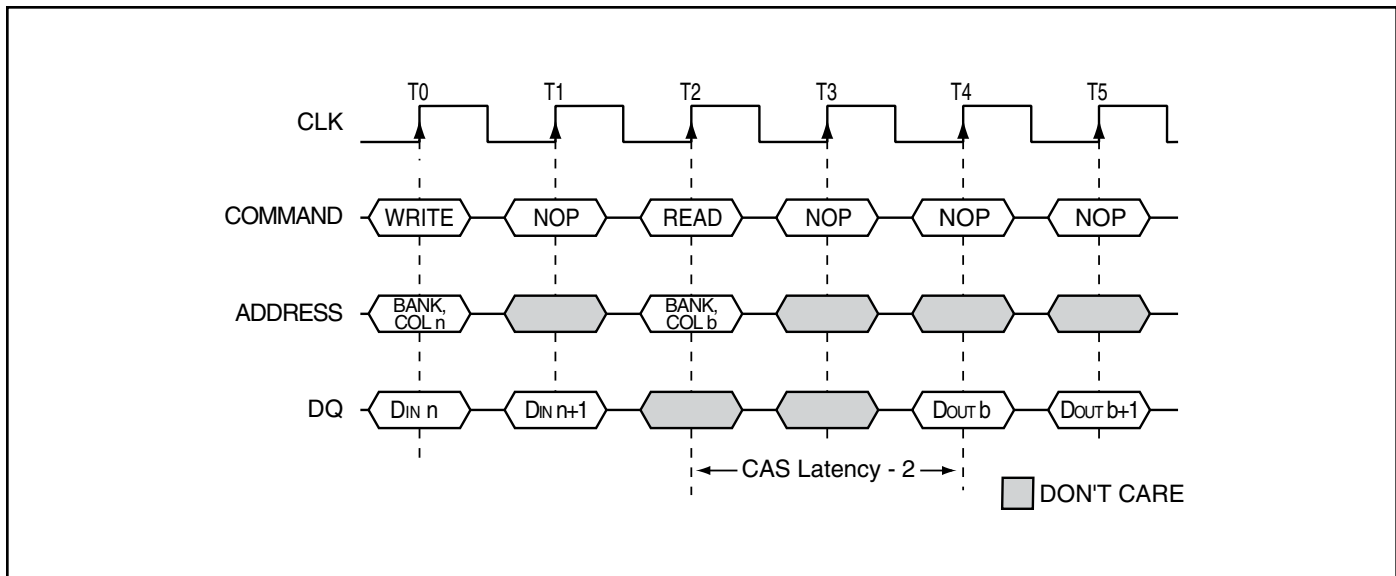 T0 T1 T2 T3 T4 T5
CLK
COMMAND WRITE NOP READ NOP NOP NOP
ADDRESS BANK, COL n BANK, COL b
DQ DIN n DIN n+1 DOUT b DOUT b+1
CAS Latency - 2
DON'T CARE